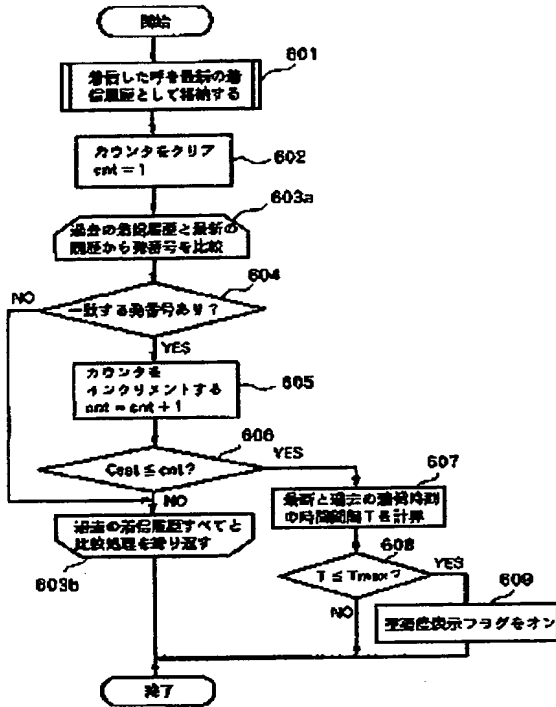 開始
着信した呼を最新の着
信履歴として格納する
601
カウンタをクリア
cnt = 1
602
603a
過去の着信履歴と最新の
履歴から発番号を比較
604
NO
一致する発番号あり?
YES
カウンタを
インクリメントする
cnt = cnt + 1
605
606
≤ cnt?
YES
NO
607
最新と過去の着信時刻
の時間間隔Tを計算
過去の着信履歴すべてと
比較処理を繰り返す
603b
608
T ≤ Tmax?
YES
NO
609
表示フラグをオン
終了